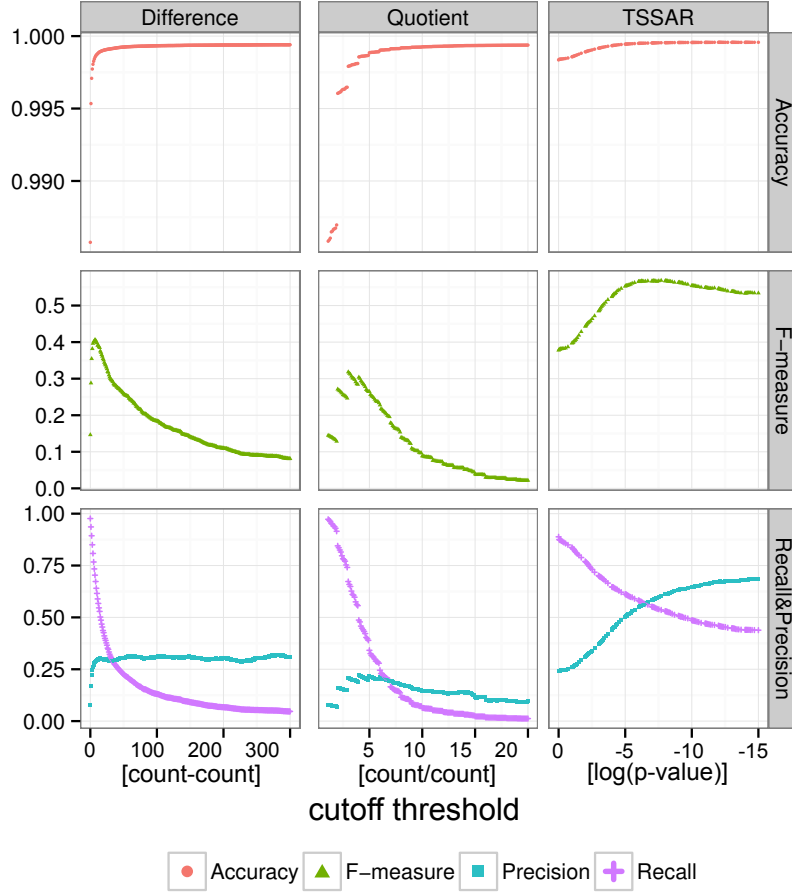 Difference Quotient TSSAR
1.000
0.995
0.990
Accuracy
0.5
0.4
0.3
0.2
0.1
0.0
F−measure
1.00
0.75
0.50
0.25
0.00
Recall&Precision
0 100 200 300 5 10 15 20 0 -5 -10 -15
[count-count] [count/count] [log(p-value)]
cutoff threshold
Accuracy F−measure Precision Recall